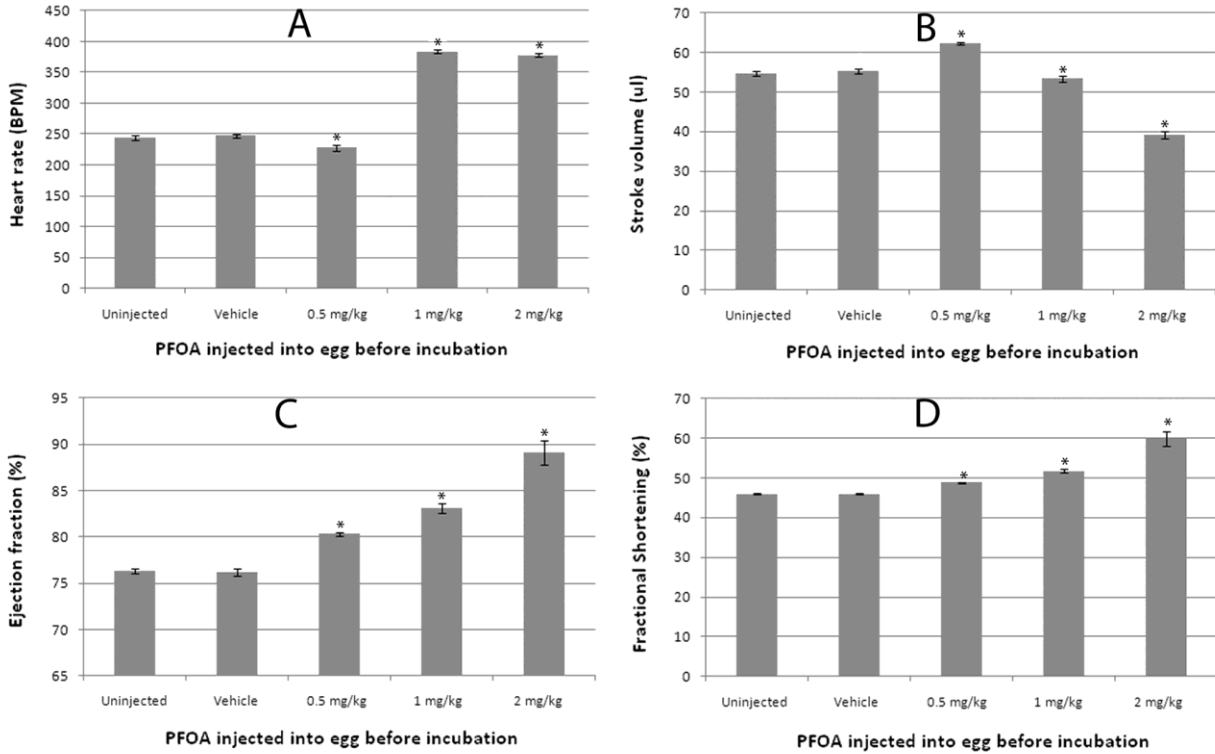 A
Heart rate (BPM)
450
400
350
300
250
200
150
100
50
0
*
*
*
Uninjected Vehicle 0.5 mg/kg 1 mg/kg 2 mg/kg
PFOA injected into egg before incubation
B
Stroke volume (ul)
70
60
50
40
30
20
10
0
*
*
*
Uninjected Vehicle 0.5 mg/kg 1 mg/kg 2 mg/kg
PFOA injected into egg before incubation
C
Ejection fraction (%)
95
90
85
80
75
70
65
*
*
*
Uninjected Vehicle 0.5 mg/kg 1 mg/kg 2 mg/kg
PFOA injected into egg before incubation
D
Fractional Shortening (%)
70
60
50
40
30
20
10
0
*
*
*
Uninjected Vehicle 0.5 mg/kg 1 mg/kg 2 mg/kg
PFOA injected into egg before incubation